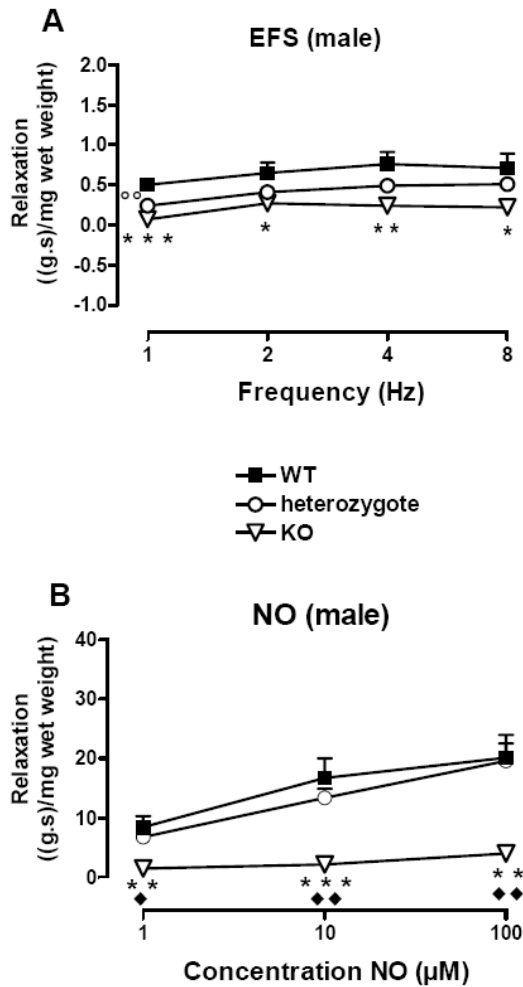 A
EFS (male)
Relaxation
((g.s)/mg wet weight)
2.0
1.5
1.0
0.5
0.0
-0.5
-1.0
°°
* * *
*
* *
*
1 2 4 8
Frequency (Hz)
WT
heterozygote
KO
B
NO (male)
Relaxation
((g.s)/mg wet weight)
40
30
20
10
0
* *
* * *
* *
◆
◆◆
◆◆
1 10 100
Concentration NO (µM)